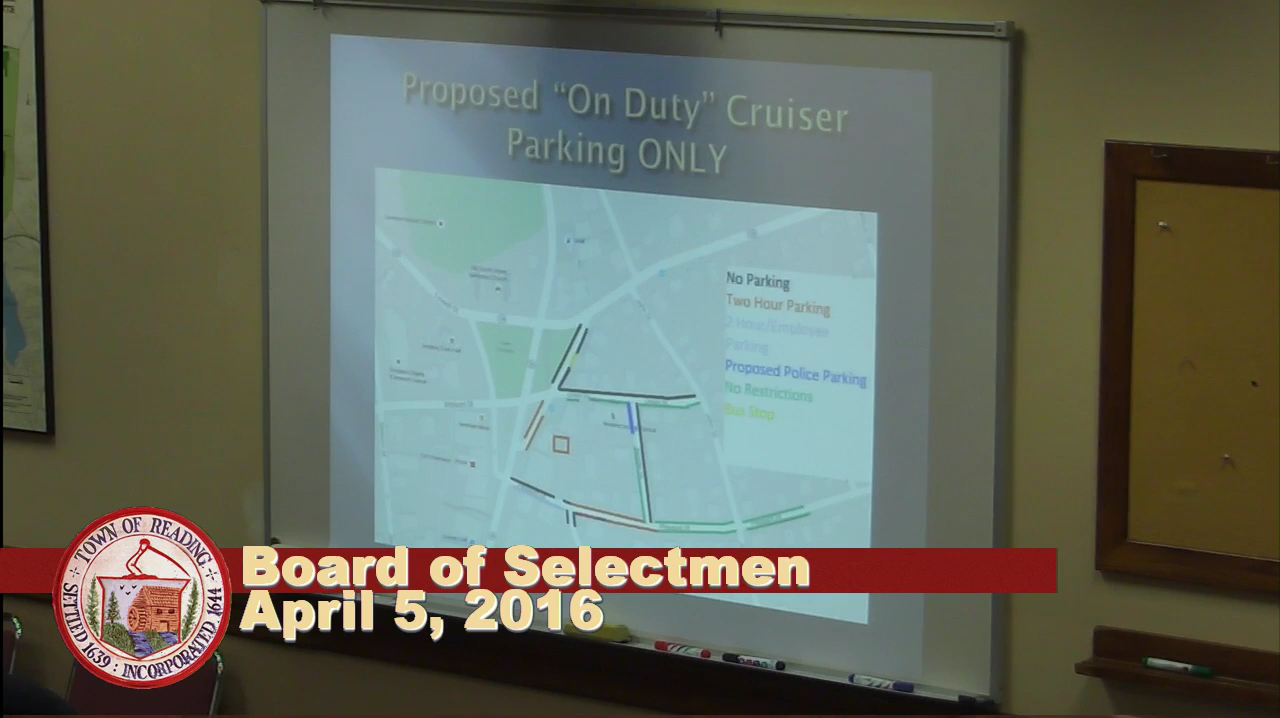 Proposed “On Duty” Cruiser
Parking ONLY
No Parking
Two Hour Parking
2 Hour/Employee
Parking
Proposed Police Parking
No Restrictions
Bus Stop
TOWN OF READING
SETTLED 1639 : INCORPORATED 1644
Board of Selectmen
April 5, 2016